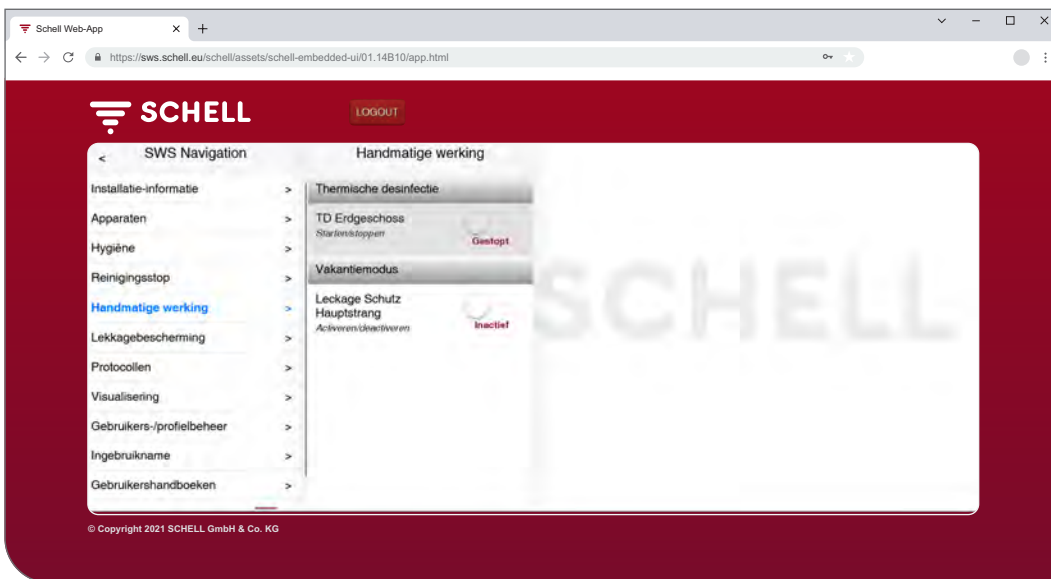 Schell Web-App
https://sws.schell.eu/schell/assets/schell-embedded-ui/01.14B10/app.html
SCHELL
LOGOUT
< SWS Navigation
Handmatige werking
Installatie-informatie >
Apparaten >
Hygiëne >
Reinigingsstop >
Handmatige werking >
Lekkagebescherming >
Protocollen >
Visualisering >
Gebruikers-/profielbeheer >
Ingebruikname >
Gebruikershandboeken >
Thermische desinfectie
TD Erdgeschoss
Starten/stoppen
Gestopt
Vakantiemodus
Leckage Schutz
Hauptstrang
Activeren/deactiveren
Inactief
SCHELL
© Copyright 2021 SCHELL GmbH & Co. KG